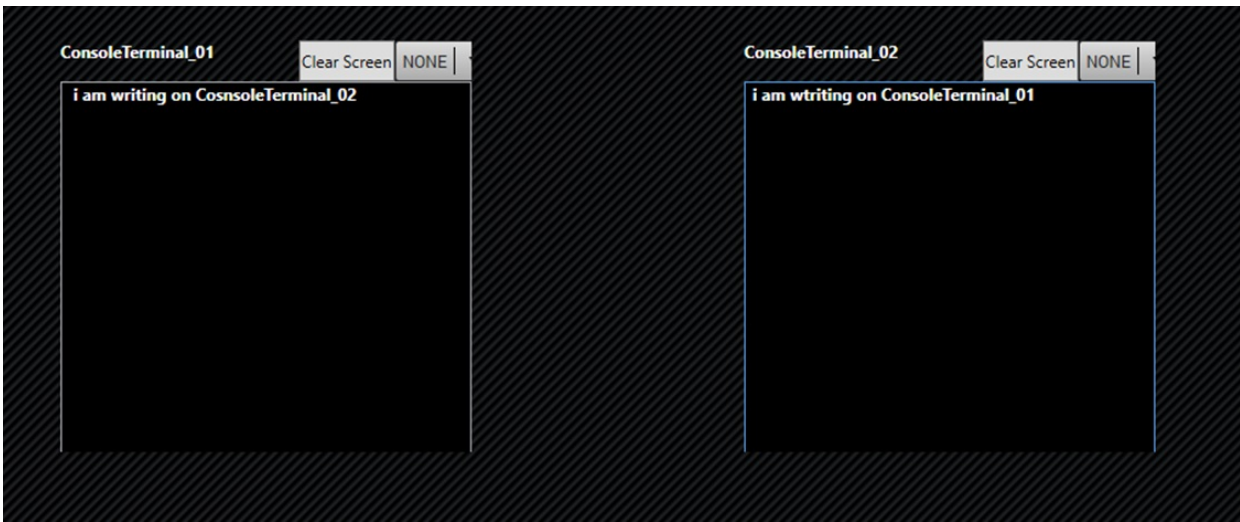 ConsoleTerminal_01
Clear Screen NONE
i am writing on CosnsoleTerminal_02
ConsoleTerminal_02
Clear Screen NONE
i am wtriting on ConsoleTerminal_01